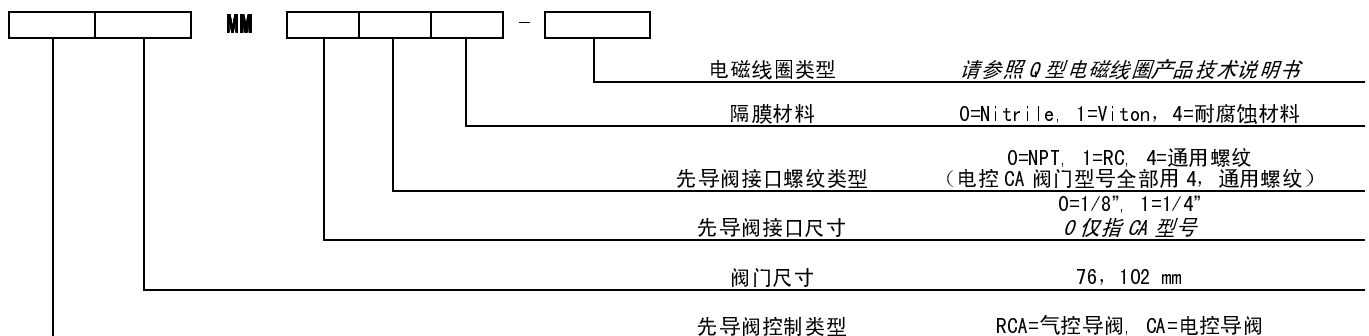 MM -
电磁线圈类型 请参照 Q 型电磁线圈产品技术说明书
隔膜材料 0=Nitrile, 1=Viton, 4=耐腐蚀材料
0=NPT, 1=RC, 4=通用螺纹
先导阀接口螺纹类型 （电控 CA 阀门型号全部用 4, 通用螺纹）
0=1/8”, 1=1/4”
先导阀接口尺寸 0 仅指 CA 型号
阀门尺寸 76, 102 mm
先导阀控制类型 RCA=气控导阀, CA=电控导阀